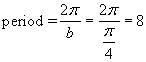 period = 2π/b = 2π/(π/4) = 8